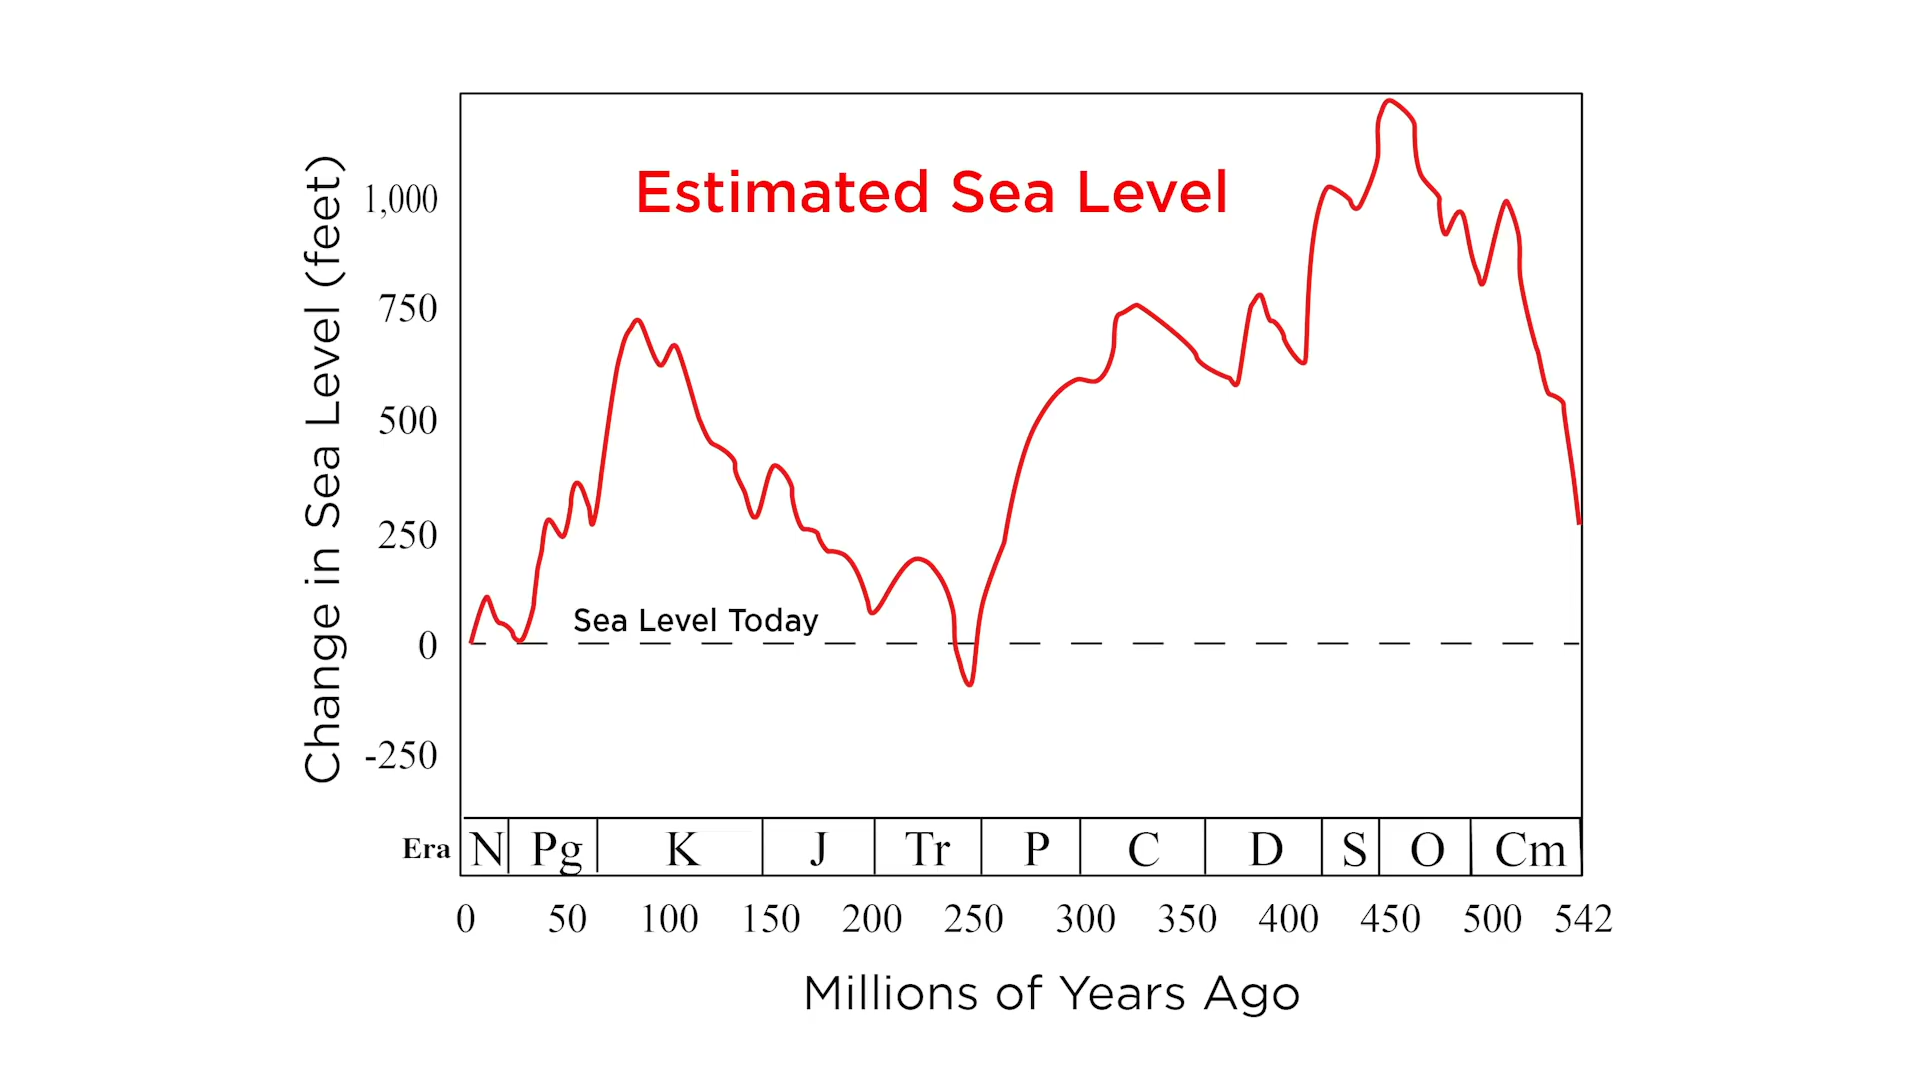 Estimated Sea Level
Change in Sea Level (feet)
1,000
750
500
250
0
-250
Sea Level Today
Era N Pg K J Tr P C D S O Cm
0 50 100 150 200 250 300 350 400 450 500 542
Millions of Years Ago